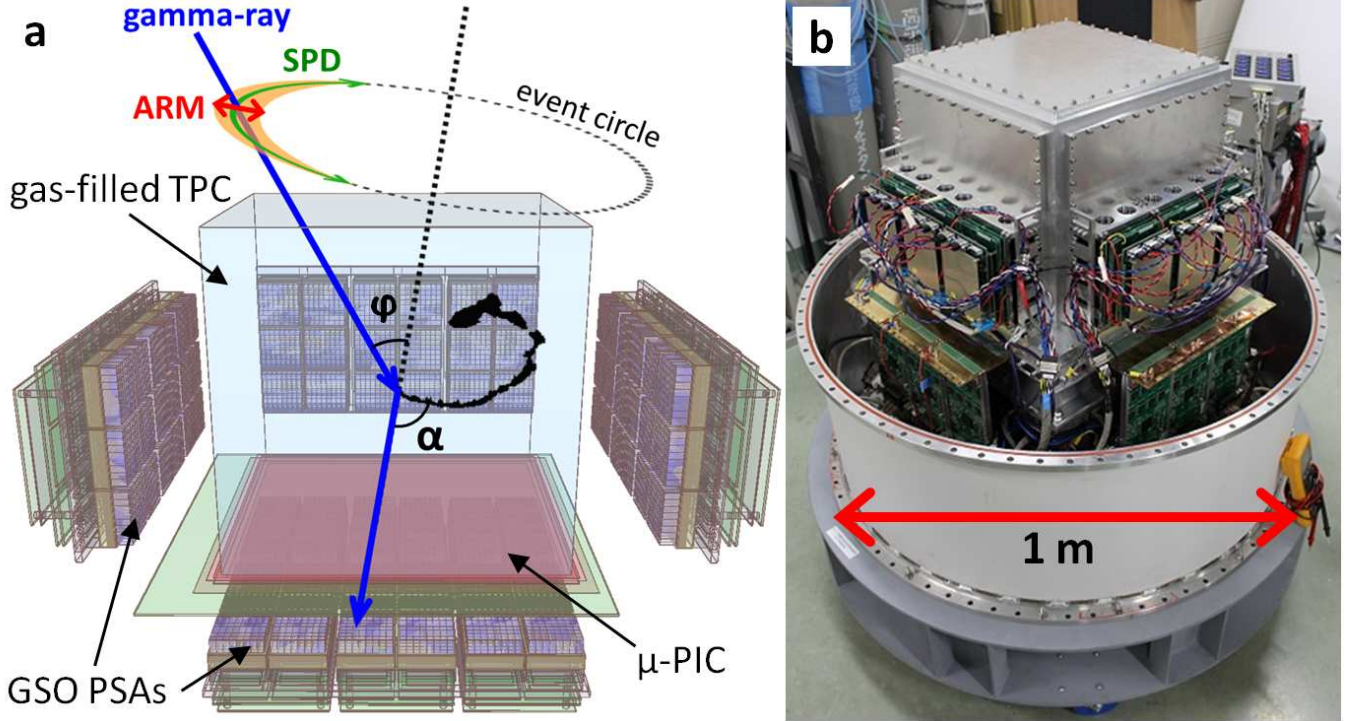 a
gamma-ray
SPD
ARM
event circle
gas-filled TPC
φ
α
GSO PSAs
μ-PIC
b
1 m